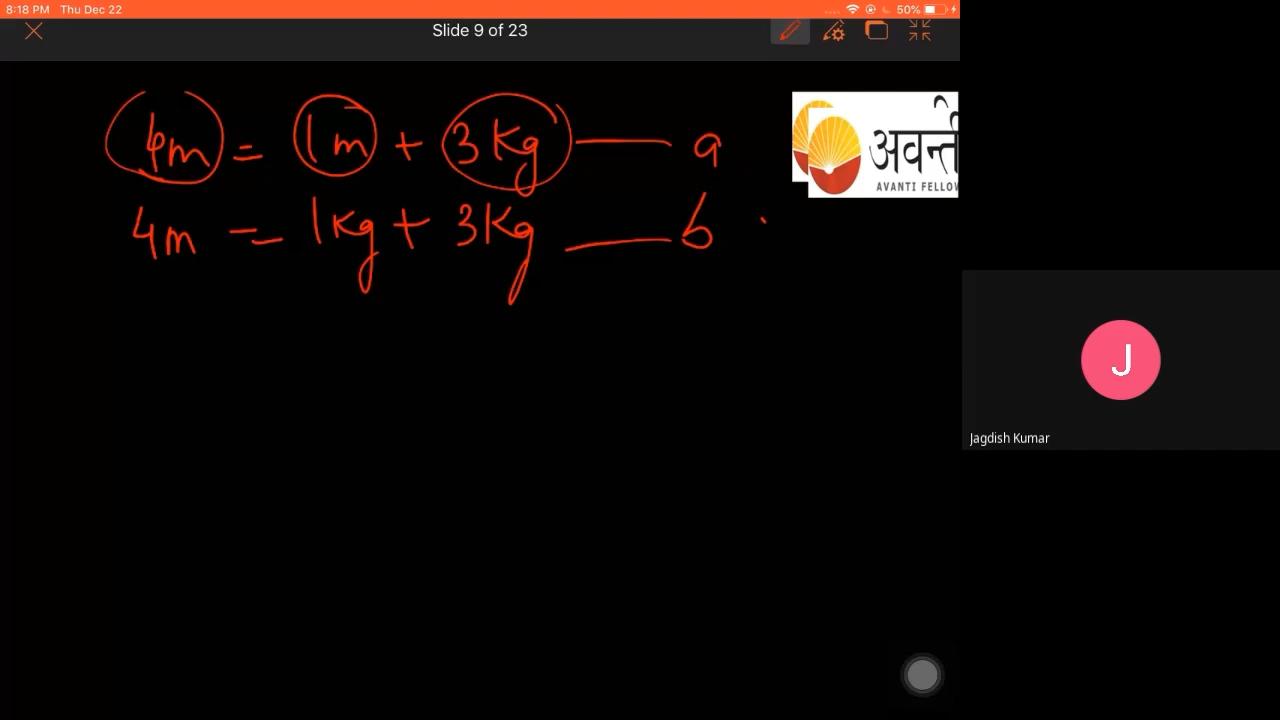 8:18 PM Thu Dec 22
50%
Slide 9 of 23
4m = 1m + 3Kg — a
4m = 1Kg + 3Kg — b
अवन्ती
AVANTI FELLOW
J
Jagdish Kumar